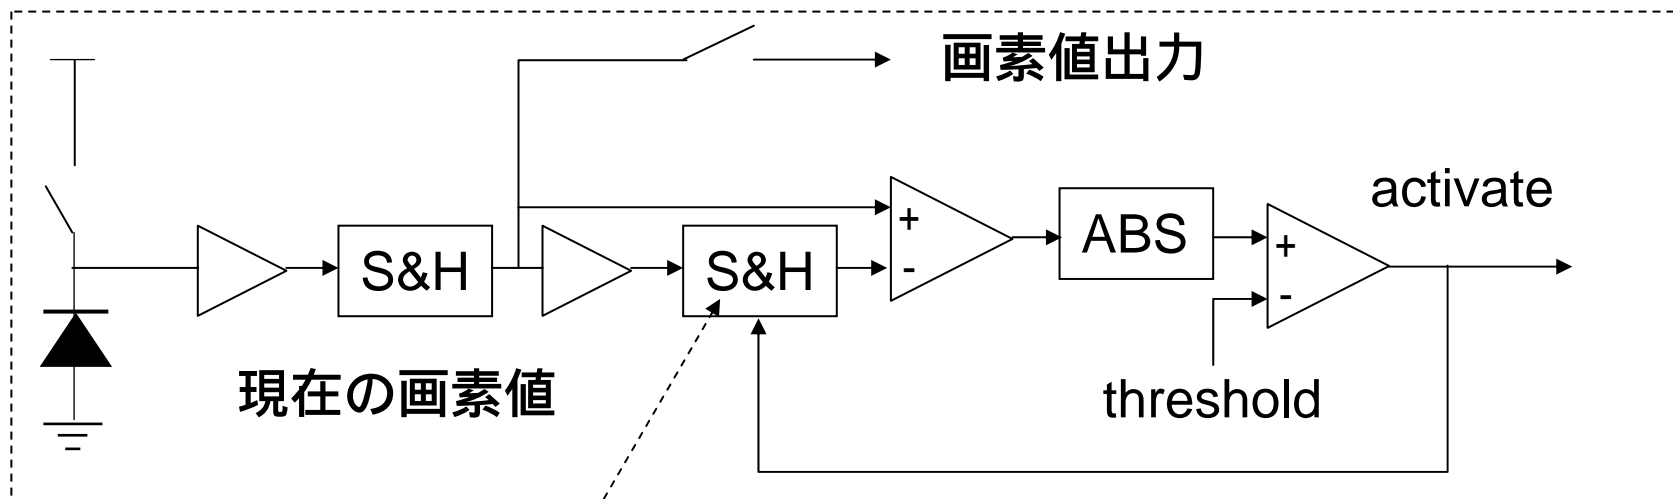 画素値出力
activate
+
-
ABS
+
-
S&H
S&H
現在の画素値
threshold